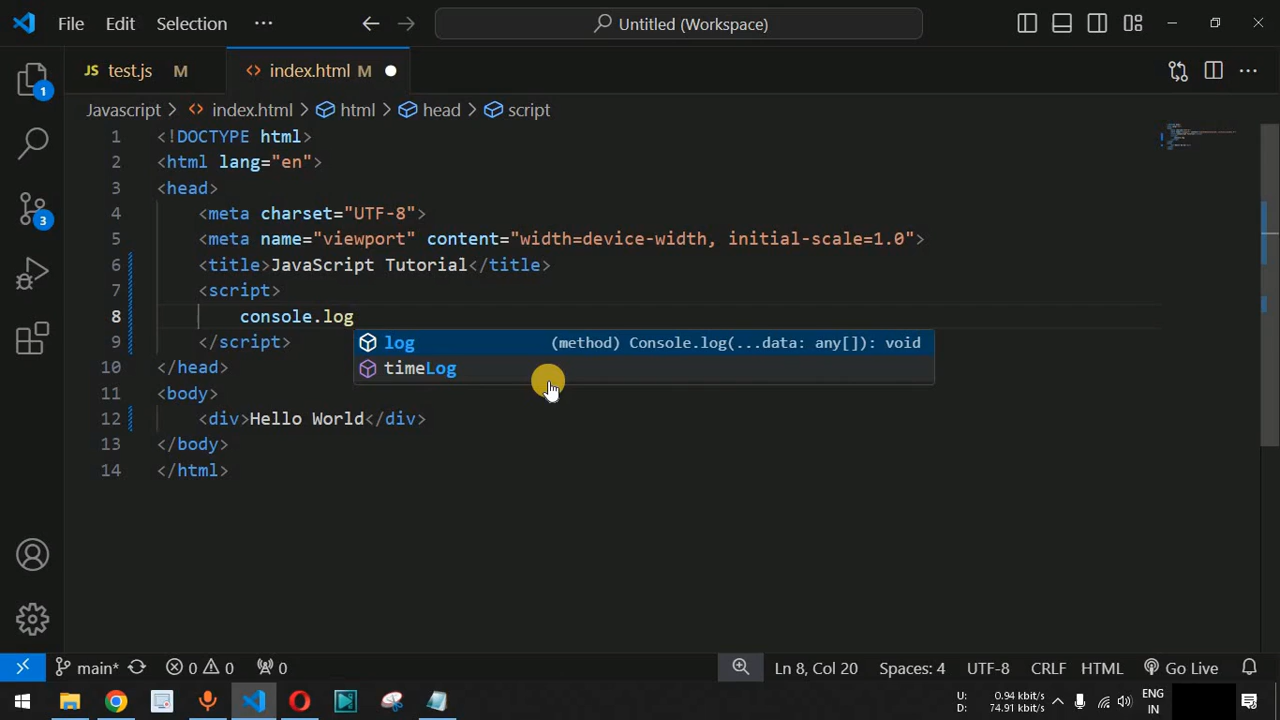 File Edit Selection ··· Untitled (Workspace)
JS test.js M index.html M
Javascript > index.html > html > head > script
1 <!DOCTYPE html>
2 <html lang="en">
3 <head>
4 <meta charset="UTF-8">
5 <meta name="viewport" content="width=device-width, initial-scale=1.0">
6 <title>JavaScript Tutorial</title>
7 <script>
8 console.log
9 </script>
log (method) Console.log(...data: any[]): void
10 </head>
timeLog
11 <body>
12 <div>Hello World</div>
13 </body>
14 </html>
1
3
main* 0 0 0 Ln 8, Col 20 Spaces: 4 UTF-8 CRLF HTML Go Live
U: 0.94 kbit/s
D: 74.91 kbit/s
ENG
IN